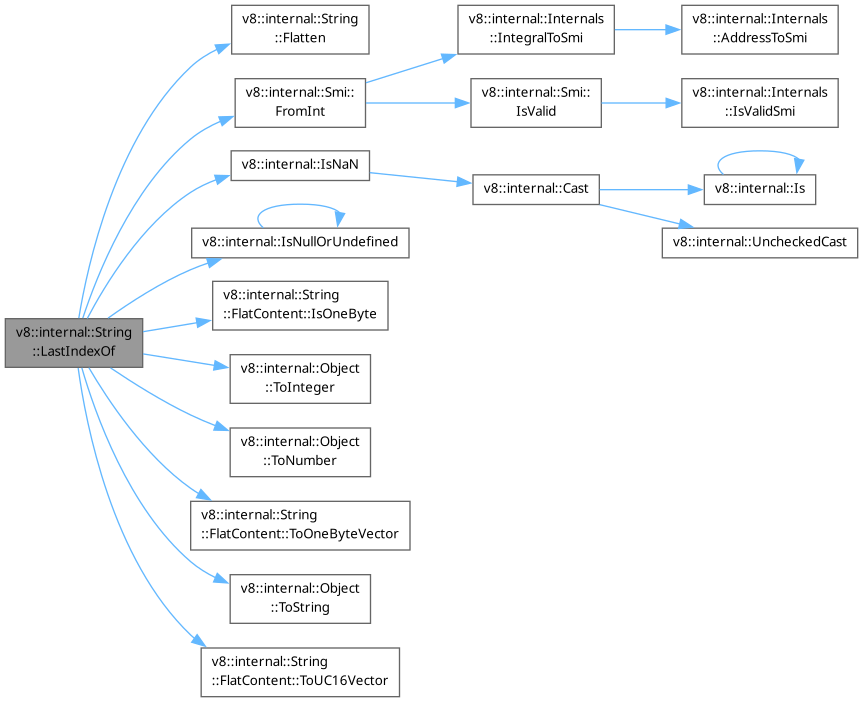 v8::internal::String
::LastIndexOf
v8::internal::String
::Flatten
v8::internal::Smi::
FromInt
v8::internal::Internals
::IntegralToSmi
v8::internal::Internals
::AddressToSmi
v8::internal::Smi::
IsValid
v8::internal::Internals
::IsValidSmi
v8::internal::IsNaN
v8::internal::Cast
v8::internal::Is
v8::internal::UncheckedCast
v8::internal::IsNullOrUndefined
v8::internal::String
::FlatContent::IsOneByte
v8::internal::Object
::ToInteger
v8::internal::Object
::ToNumber
v8::internal::String
::FlatContent::ToOneByteVector
v8::internal::Object
::ToString
v8::internal::String
::FlatContent::ToUC16Vector